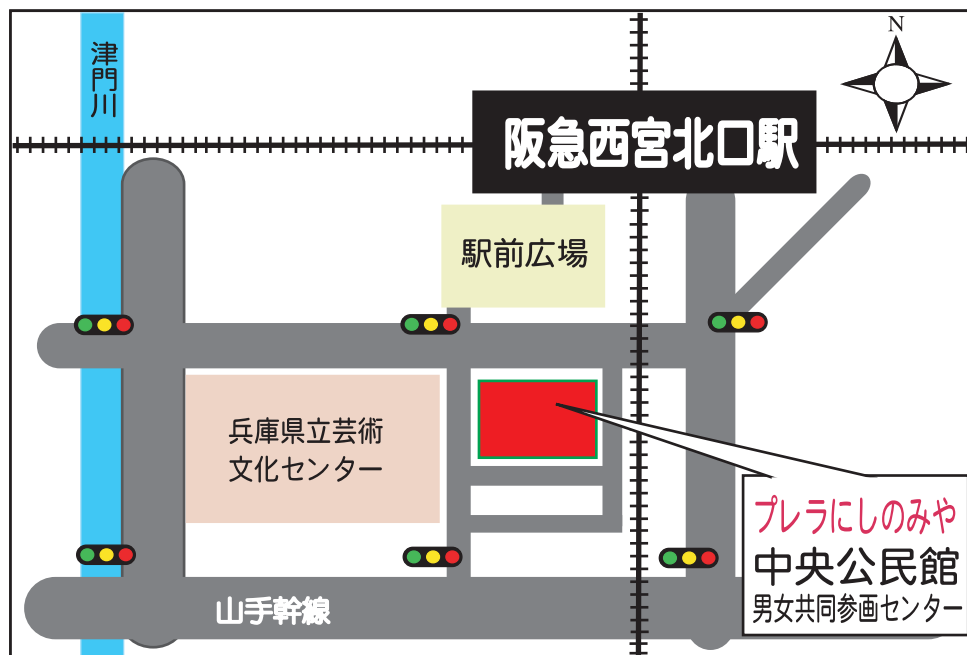 N
津門川
阪急西宮北口駅
駅前広場
兵庫県立芸術
文化センター
プレラにしのみや
中央公民館
男女共同参画センター
山手幹線